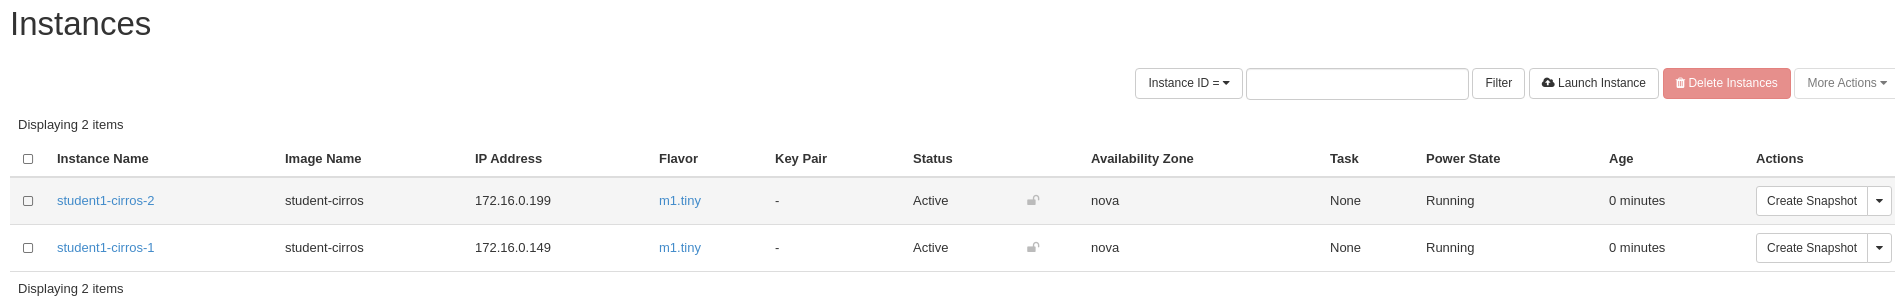 Instances
Instance ID = Filter Launch Instance Delete Instances More Actions
Displaying 2 items
Instance Name Image Name IP Address Flavor Key Pair Status Availability Zone Task Power State Age Actions
student1-cirros-2 student-cirros 172.16.0.199 m1.tiny - Active nova None Running 0 minutes Create Snapshot
student1-cirros-1 student-cirros 172.16.0.149 m1.tiny - Active nova None Running 0 minutes Create Snapshot
Displaying 2 items